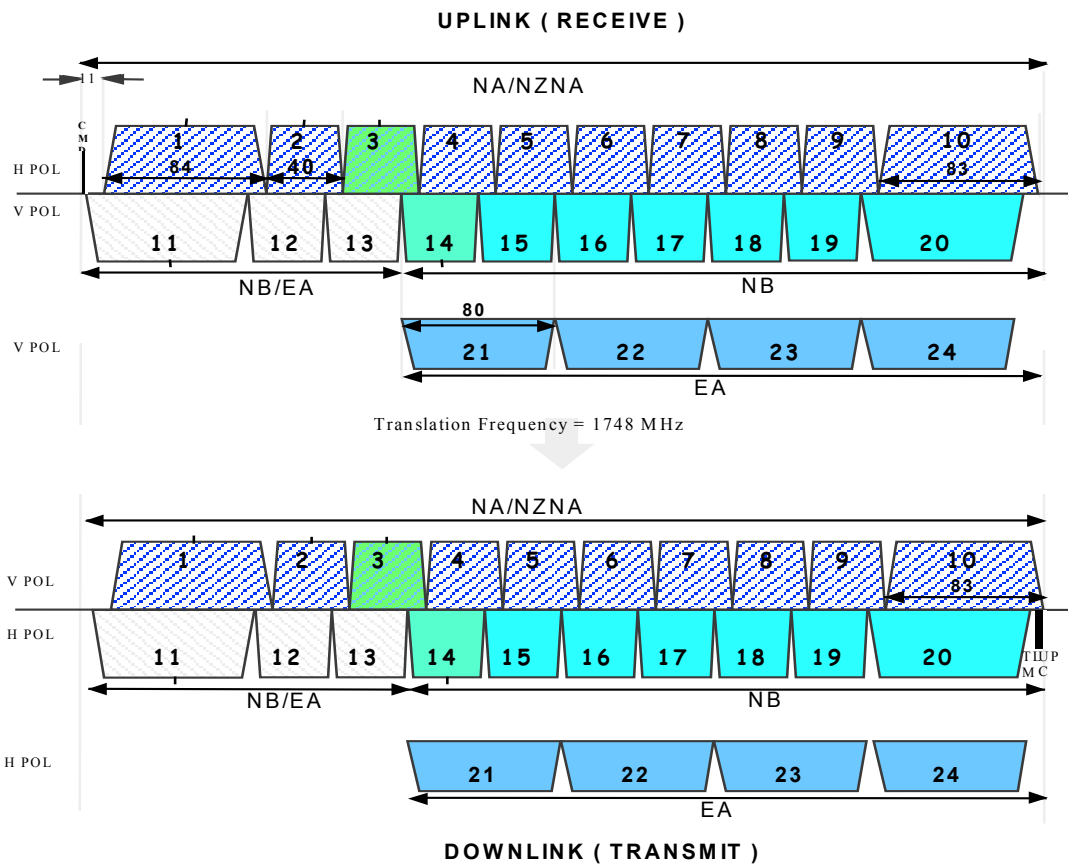 UPLINK ( RECEIVE )
11
NA/NZNA
C
M
D
1 2 3 4 5 6 7 8 9 10
84 40 83
H POL
V POL
11 12 13 14 15 16 17 18 19 20
NB/EA NB
80
V POL
21 22 23 24
EA
Translation Frequency = 1748 MHz
NA/NZNA
1 2 3 4 5 6 7 8 9 10
83
V POL
H POL
11 12 13 14 15 16 17 18 19 20
NB/EA NB
H POL
21 22 23 24
EA
DOWNLINK ( TRANSMIT )